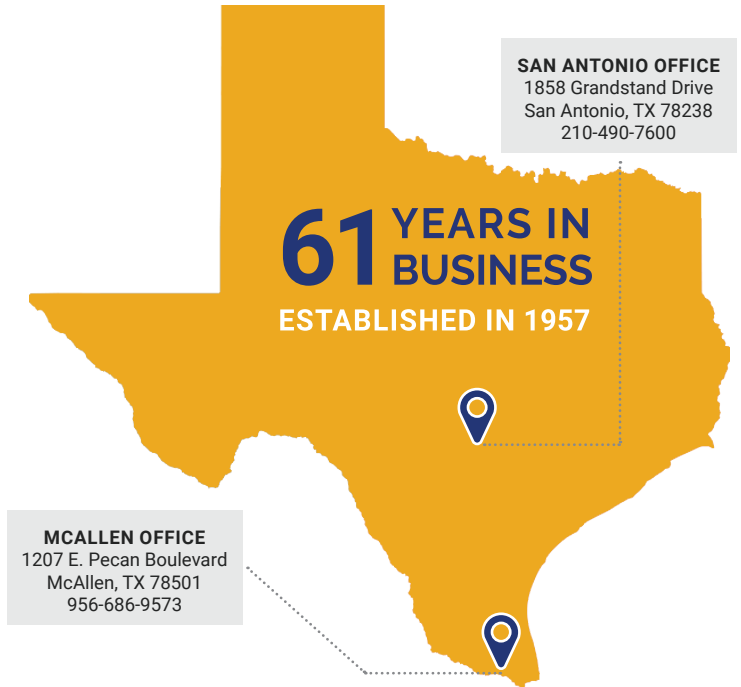 SAN ANTONIO OFFICE
1858 Grandstand Drive
San Antonio, TX 78238
210-490-7600
61 YEARS IN
BUSINESS
ESTABLISHED IN 1957
MCALLEN OFFICE
1207 E. Pecan Boulevard
McAllen, TX 78501
956-686-9573